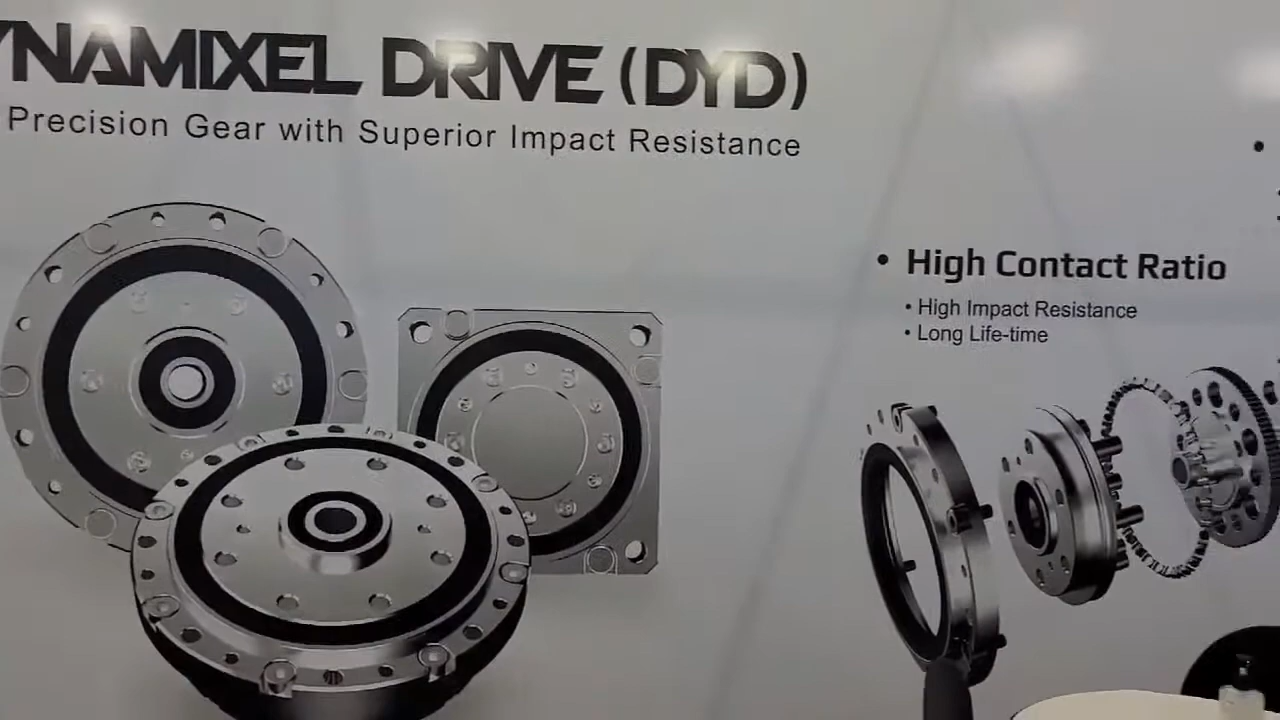 YNAMIXEL DRIVE (DYD)
Precision Gear with Superior Impact Resistance
• High Contact Ratio
• High Impact Resistance
• Long Life-time